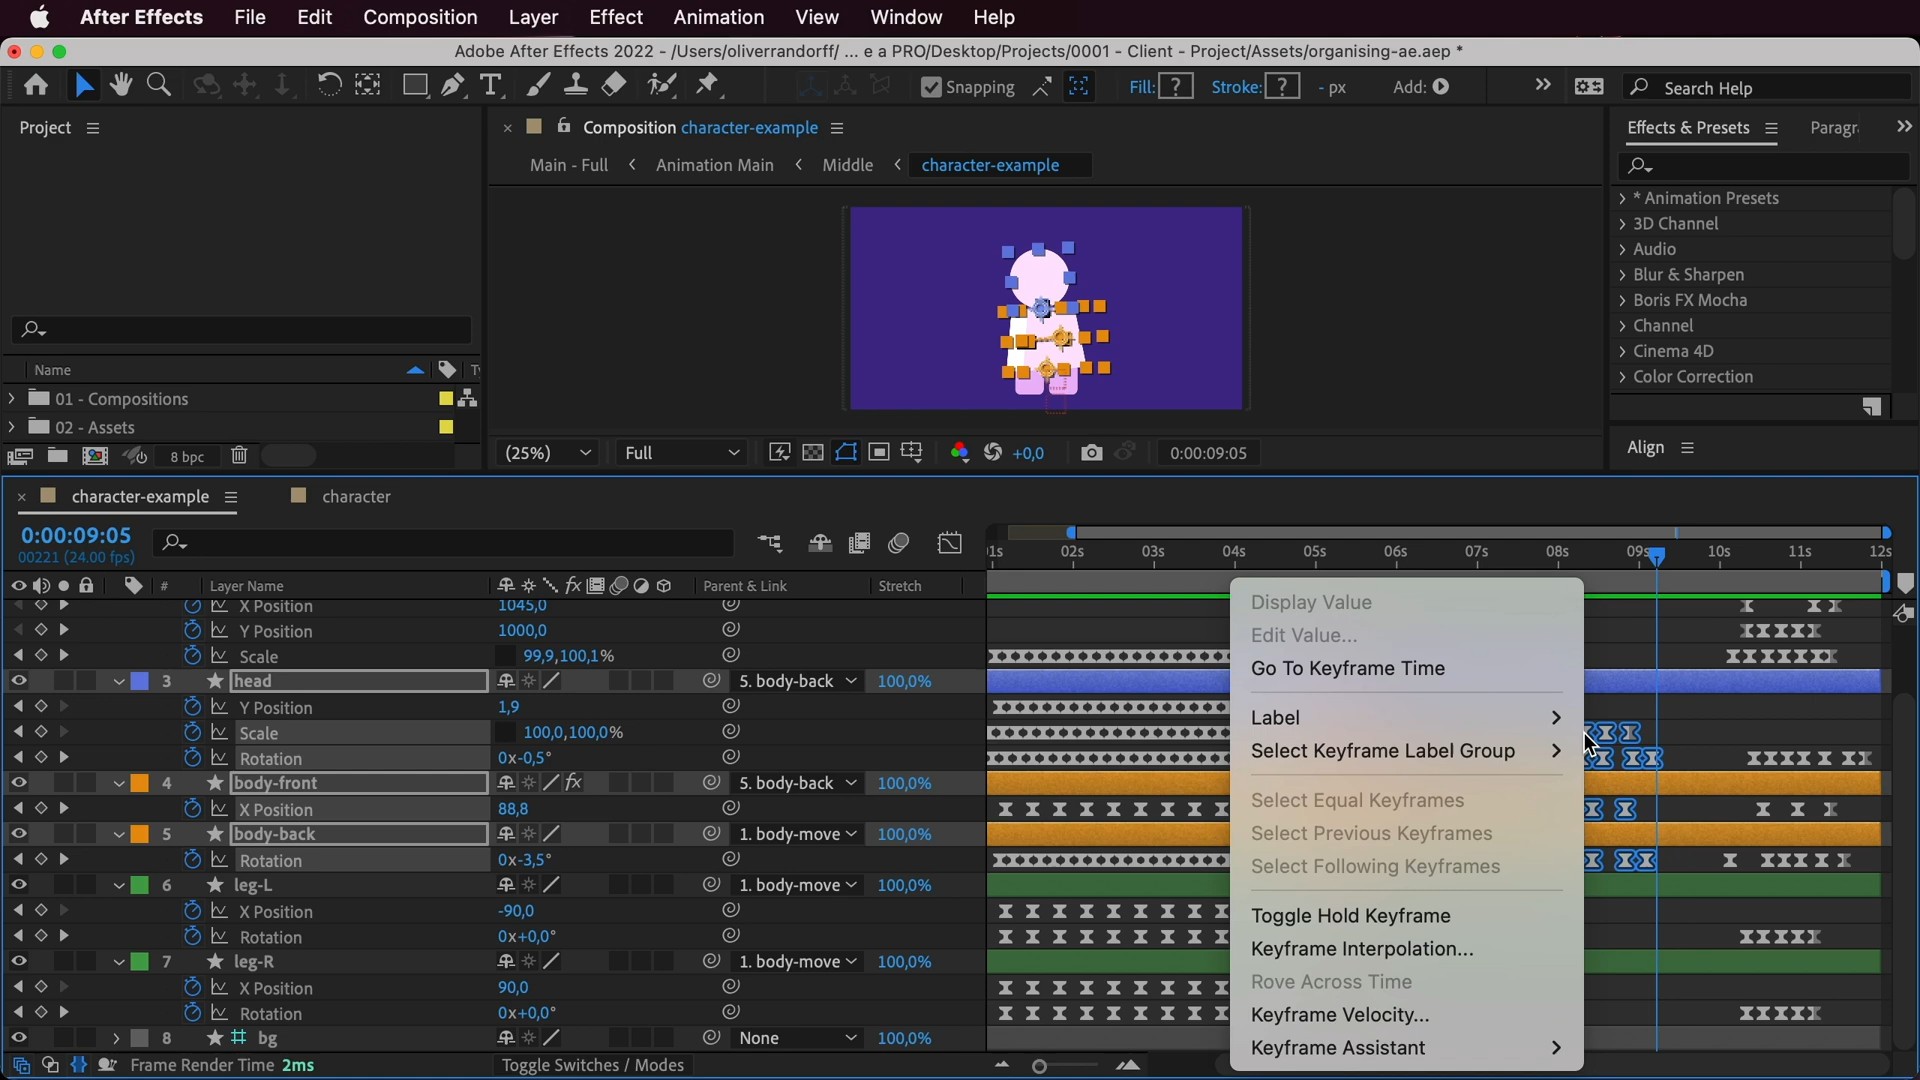 After Effects File Edit Composition Layer Effect Animation View Window Help
Adobe After Effects 2022 - /Users/oliverrandorff/ ... e a PRO/Desktop/Projects/0001 - Client - Project/Assets/organising-ae.aep *
Snapping Fill: ? Stroke: ? - px Add: Search Help
Project
Composition character-example
Effects & Presets
Main - Full < Animation Main < Middle < character-example
* Animation Presets
3D Channel
Audio
Blur & Sharpen
Boris FX Mocha
Channel
Cinema 4D
Color Correction
Name
01 - Compositions
02 - Assets
8 bpc
(25%) Full +0,0 0:00:09:05
Align
character-example character
0:00:09:05
00221 (24.00 fps)
02s 03s 04s 05s 06s 07s 08s 10s 11s 12s
# Layer Name fx Parent & Link Stretch
X Position 1045,0
Y Position 1000,0
Scale 99,9,100,1%
3 head 5. body-back 100,0%
Y Position 1,9
Scale 100,0,100,0%
Rotation 0x-0,5°
4 body-front fx 5. body-back 100,0%
X Position 88,8
5 body-back 1. body-move 100,0%
Rotation 0x-3,5°
6 leg-L 1. body-move 100,0%
X Position -90,0
Rotation 0x+0,0°
7 leg-R 1. body-move 100,0%
X Position 90,0
Rotation 0x+0,0°
8 bg None 100,0%
Frame Render Time 2ms Toggle Switches / Modes
Display Value
Edit Value...
Go To Keyframe Time
Label
Select Keyframe Label Group
Select Equal Keyframes
Select Previous Keyframes
Select Following Keyframes
Toggle Hold Keyframe
Keyframe Interpolation...
Rove Across Time
Keyframe Velocity...
Keyframe Assistant